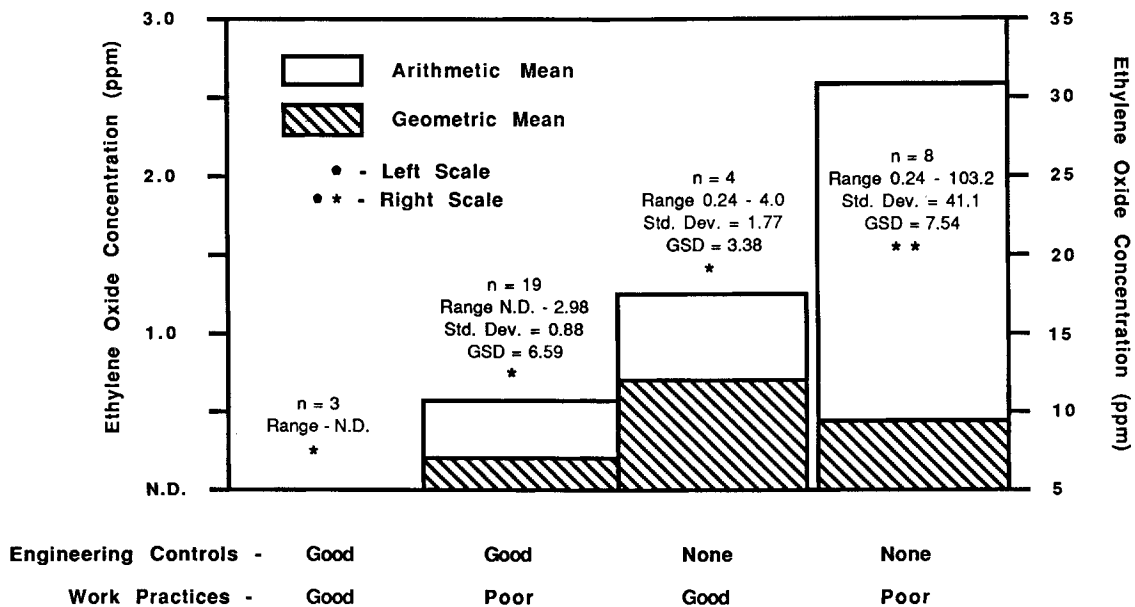 Ethylene Oxide Concentration (ppm)
3.0
2.0
1.0
N.D.
Arithmetic Mean
Geometric Mean
• - Left Scale
• * - Right Scale
n = 3
Range - N.D.
*
n = 19
Range N.D. - 2.98
Std. Dev. = 0.88
GSD = 6.59
*
n = 4
Range 0.24 - 4.0
Std. Dev. = 1.77
GSD = 3.38
*
n = 8
Range 0.24 - 103.2
Std. Dev. = 41.1
GSD = 7.54
* *
35
30
25
20
15
10
5
Ethylene Oxide Concentration (ppm)
Engineering Controls - Good Good None None
Work Practices - Good Poor Good Poor